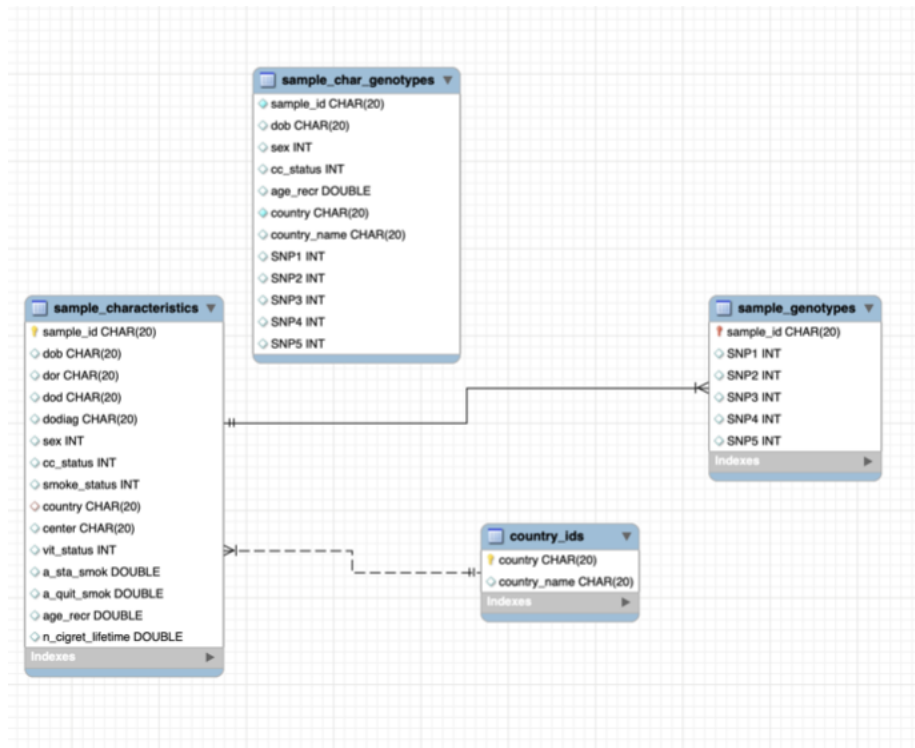 sample_char_genotypes
sample_id CHAR(20)
dob CHAR(20)
sex INT
cc_status INT
age_recr DOUBLE
country CHAR(20)
country_name CHAR(20)
SNP1 INT
SNP2 INT
SNP3 INT
SNP4 INT
SNP5 INT
sample_characteristics
sample_id CHAR(20)
dob CHAR(20)
dor CHAR(20)
dod CHAR(20)
dodiag CHAR(20)
sex INT
cc_status INT
smoke_status INT
country CHAR(20)
center CHAR(20)
vit_status INT
a_sta_smok DOUBLE
a_quit_smok DOUBLE
age_recr DOUBLE
n_cigret_lifetime DOUBLE
Indexes
sample_genotypes
sample_id CHAR(20)
SNP1 INT
SNP2 INT
SNP3 INT
SNP4 INT
SNP5 INT
Indexes
country_ids
country CHAR(20)
country_name CHAR(20)
Indexes